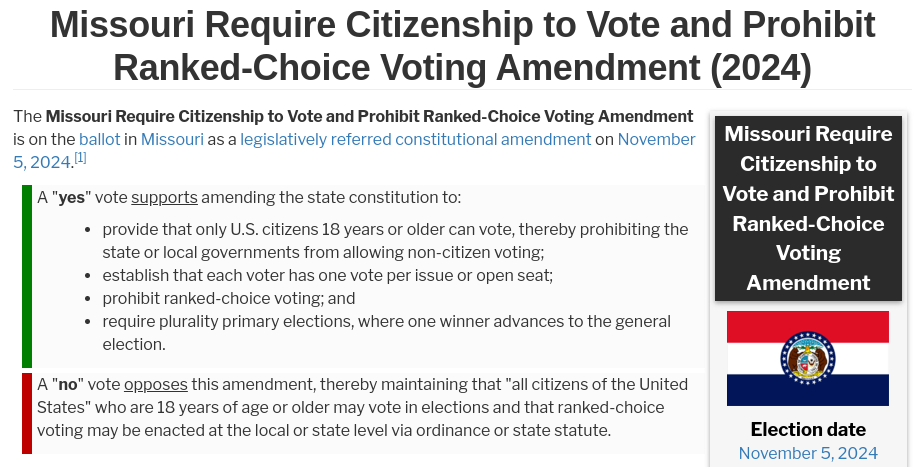 Missouri Require Citizenship to Vote and Prohibit
Ranked-Choice Voting Amendment (2024)
The Missouri Require Citizenship to Vote and Prohibit Ranked-Choice Voting Amendment
is on the ballot in Missouri as a legislatively referred constitutional amendment on November
5, 2024.[1]
A "yes" vote supports amending the state constitution to:
• provide that only U.S. citizens 18 years or older can vote, thereby prohibiting the
state or local governments from allowing non-citizen voting;
• establish that each voter has one vote per issue or open seat;
• prohibit ranked-choice voting; and
• require plurality primary elections, where one winner advances to the general
election.
A "no" vote opposes this amendment, thereby maintaining that "all citizens of the United
States" who are 18 years of age or older may vote in elections and that ranked-choice
voting may be enacted at the local or state level via ordinance or state statute.
Missouri Require
Citizenship to
Vote and Prohibit
Ranked-Choice
Voting
Amendment
Election date
November 5, 2024